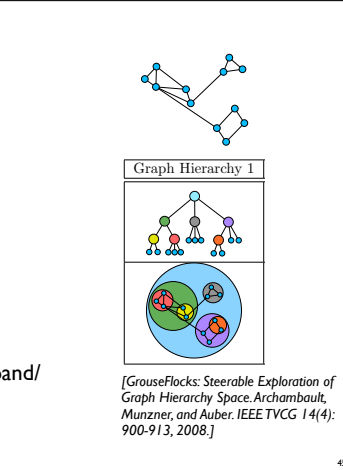 Graph Hierarchy 1
and/
[GrouseFlocks: Steerable Exploration of
Graph Hierarchy Space. Archambault,
Munzner, and Auber. IEEE TVCG 14(4):
900-913, 2008.]